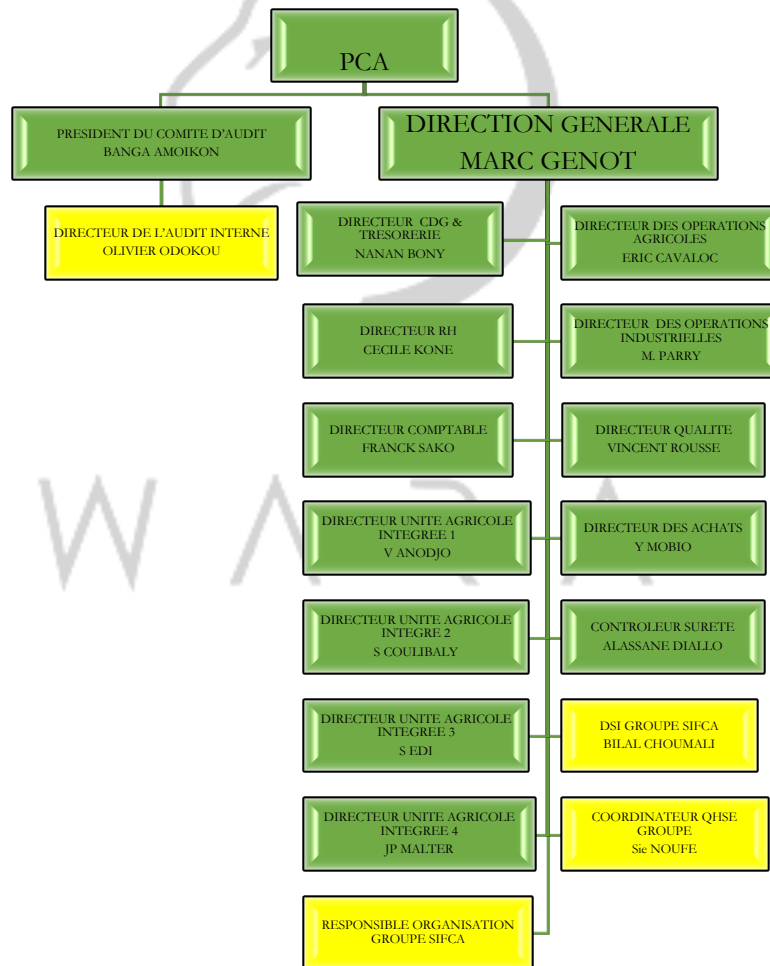 PCA
PRESIDENT DU COMITE D'AUDIT
BANGA AMOIKON
DIRECTION GENERALE
MARC GENOT
DIRECTEUR DE L'AUDIT INTERNE
OLIVIER ODOKOU
DIRECTEUR CDG &
TRESORERIE
NANAN BONY
DIRECTEUR DES OPERATIONS
AGRICOLES
ERIC CAVALOC
DIRECTEUR RH
CECILE KONE
DIRECTEUR DES OPERATIONS
INDUSTRIELLES
M. PARRY
DIRECTEUR COMPTABLE
FRANCK SAKO
DIRECTEUR QUALITE
VINCENT ROUSSE
DIRECTEUR UNITE AGRICOLE
INTEGREE 1
V ANODJO
DIRECTEUR DES ACHATS
Y MOBIO
DIRECTEUR UNITE AGRICOLE
INTEGRE 2
S COULIBALY
CONTROLEUR SURETE
ALASSANE DIALLO
DIRECTEUR UNITE AGRICOLE
INTEGREE 3
S EDI
DSI GROUPE SIFCA
BILAL CHOUMALI
DIRECTEUR UNITE AGRICOLE
INTEGREE 4
JP MALTER
COORDINATEUR QHSE
GROUPE
Sie NOUFE
RESPONSIBLE ORGANISATION
GROUPE SIFCA
WARA